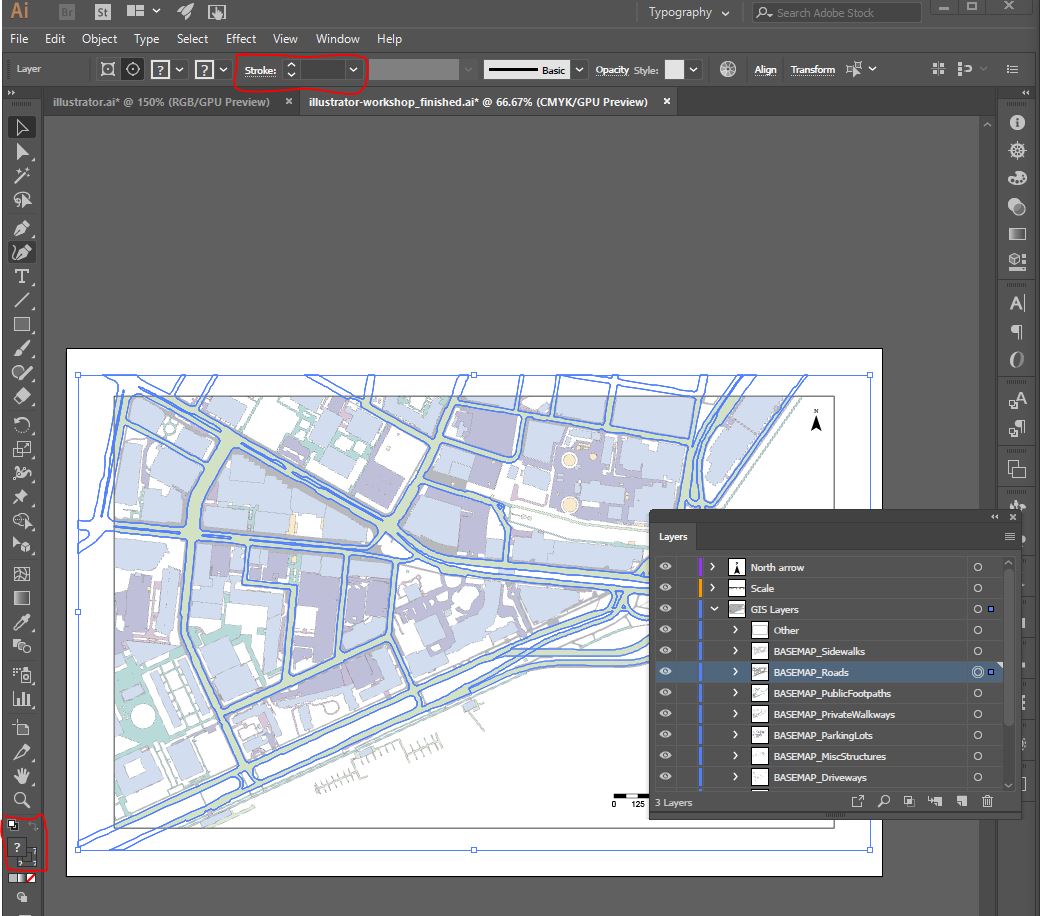 Ai Br St Typography Search Adobe Stock
File Edit Object Type Select Effect View Window Help
Layer ? ? Stroke: Basic Opacity Style: Align Transform
illustrator.ai* @ 150% (RGB/GPU Preview) × illustrator-workshop_finished.ai* @ 66.67% (CMYK/GPU Preview) ×
N
Layers
North arrow
Scale
GIS Layers
Other
BASEMAP_Sidewalks
BASEMAP_Roads
BASEMAP_PublicFootpaths
BASEMAP_PrivateWalkways
BASEMAP_ParkingLots
BASEMAP_MiscStructures
BASEMAP_Driveways
3 Layers
0 125
T
A
A
?
? ?